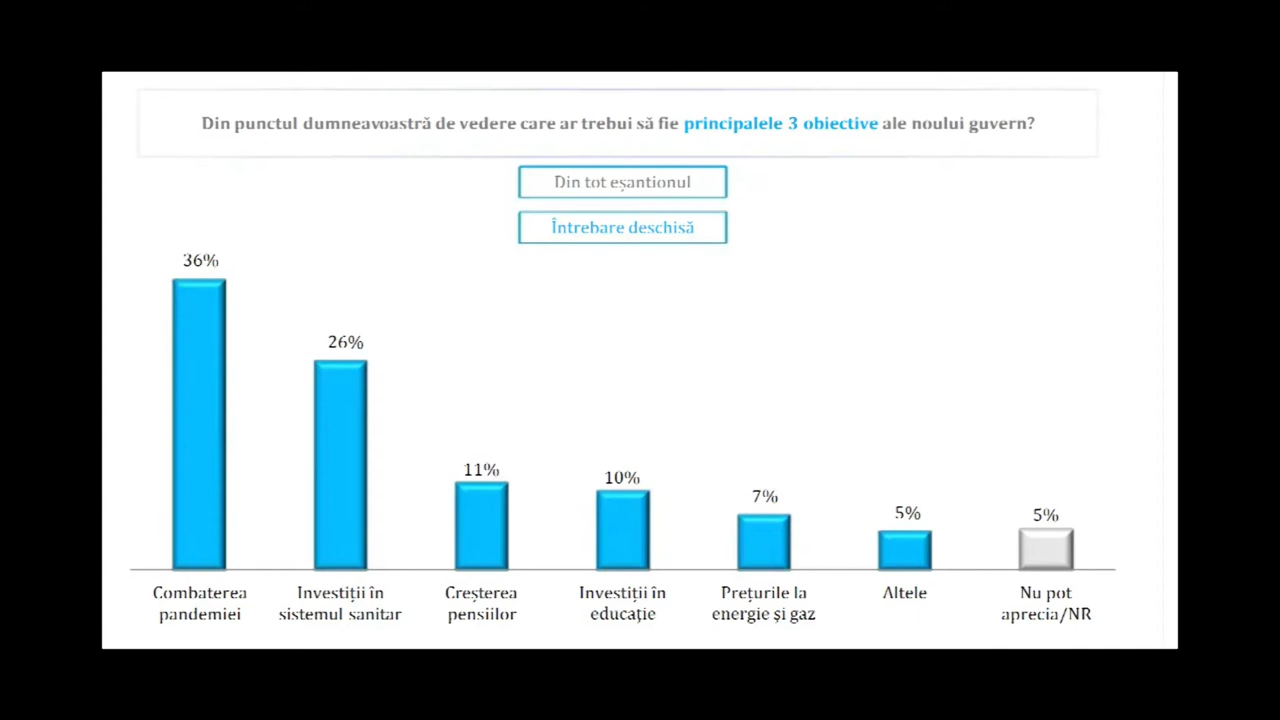 Din punctul dumneavoastră de vedere care ar trebui să fie principalele 3 obiective ale noului guvern?
Din tot eșantionul
Întrebare deschisă
36%
26%
11%
10%
7%
5%
5%
Combaterea
pandemiei
Investiții în
sistemul sanitar
Creșterea
pensiilor
Investiții în
educație
Prețurile la
energie și gaz
Altele
Nu pot
aprecia/NR